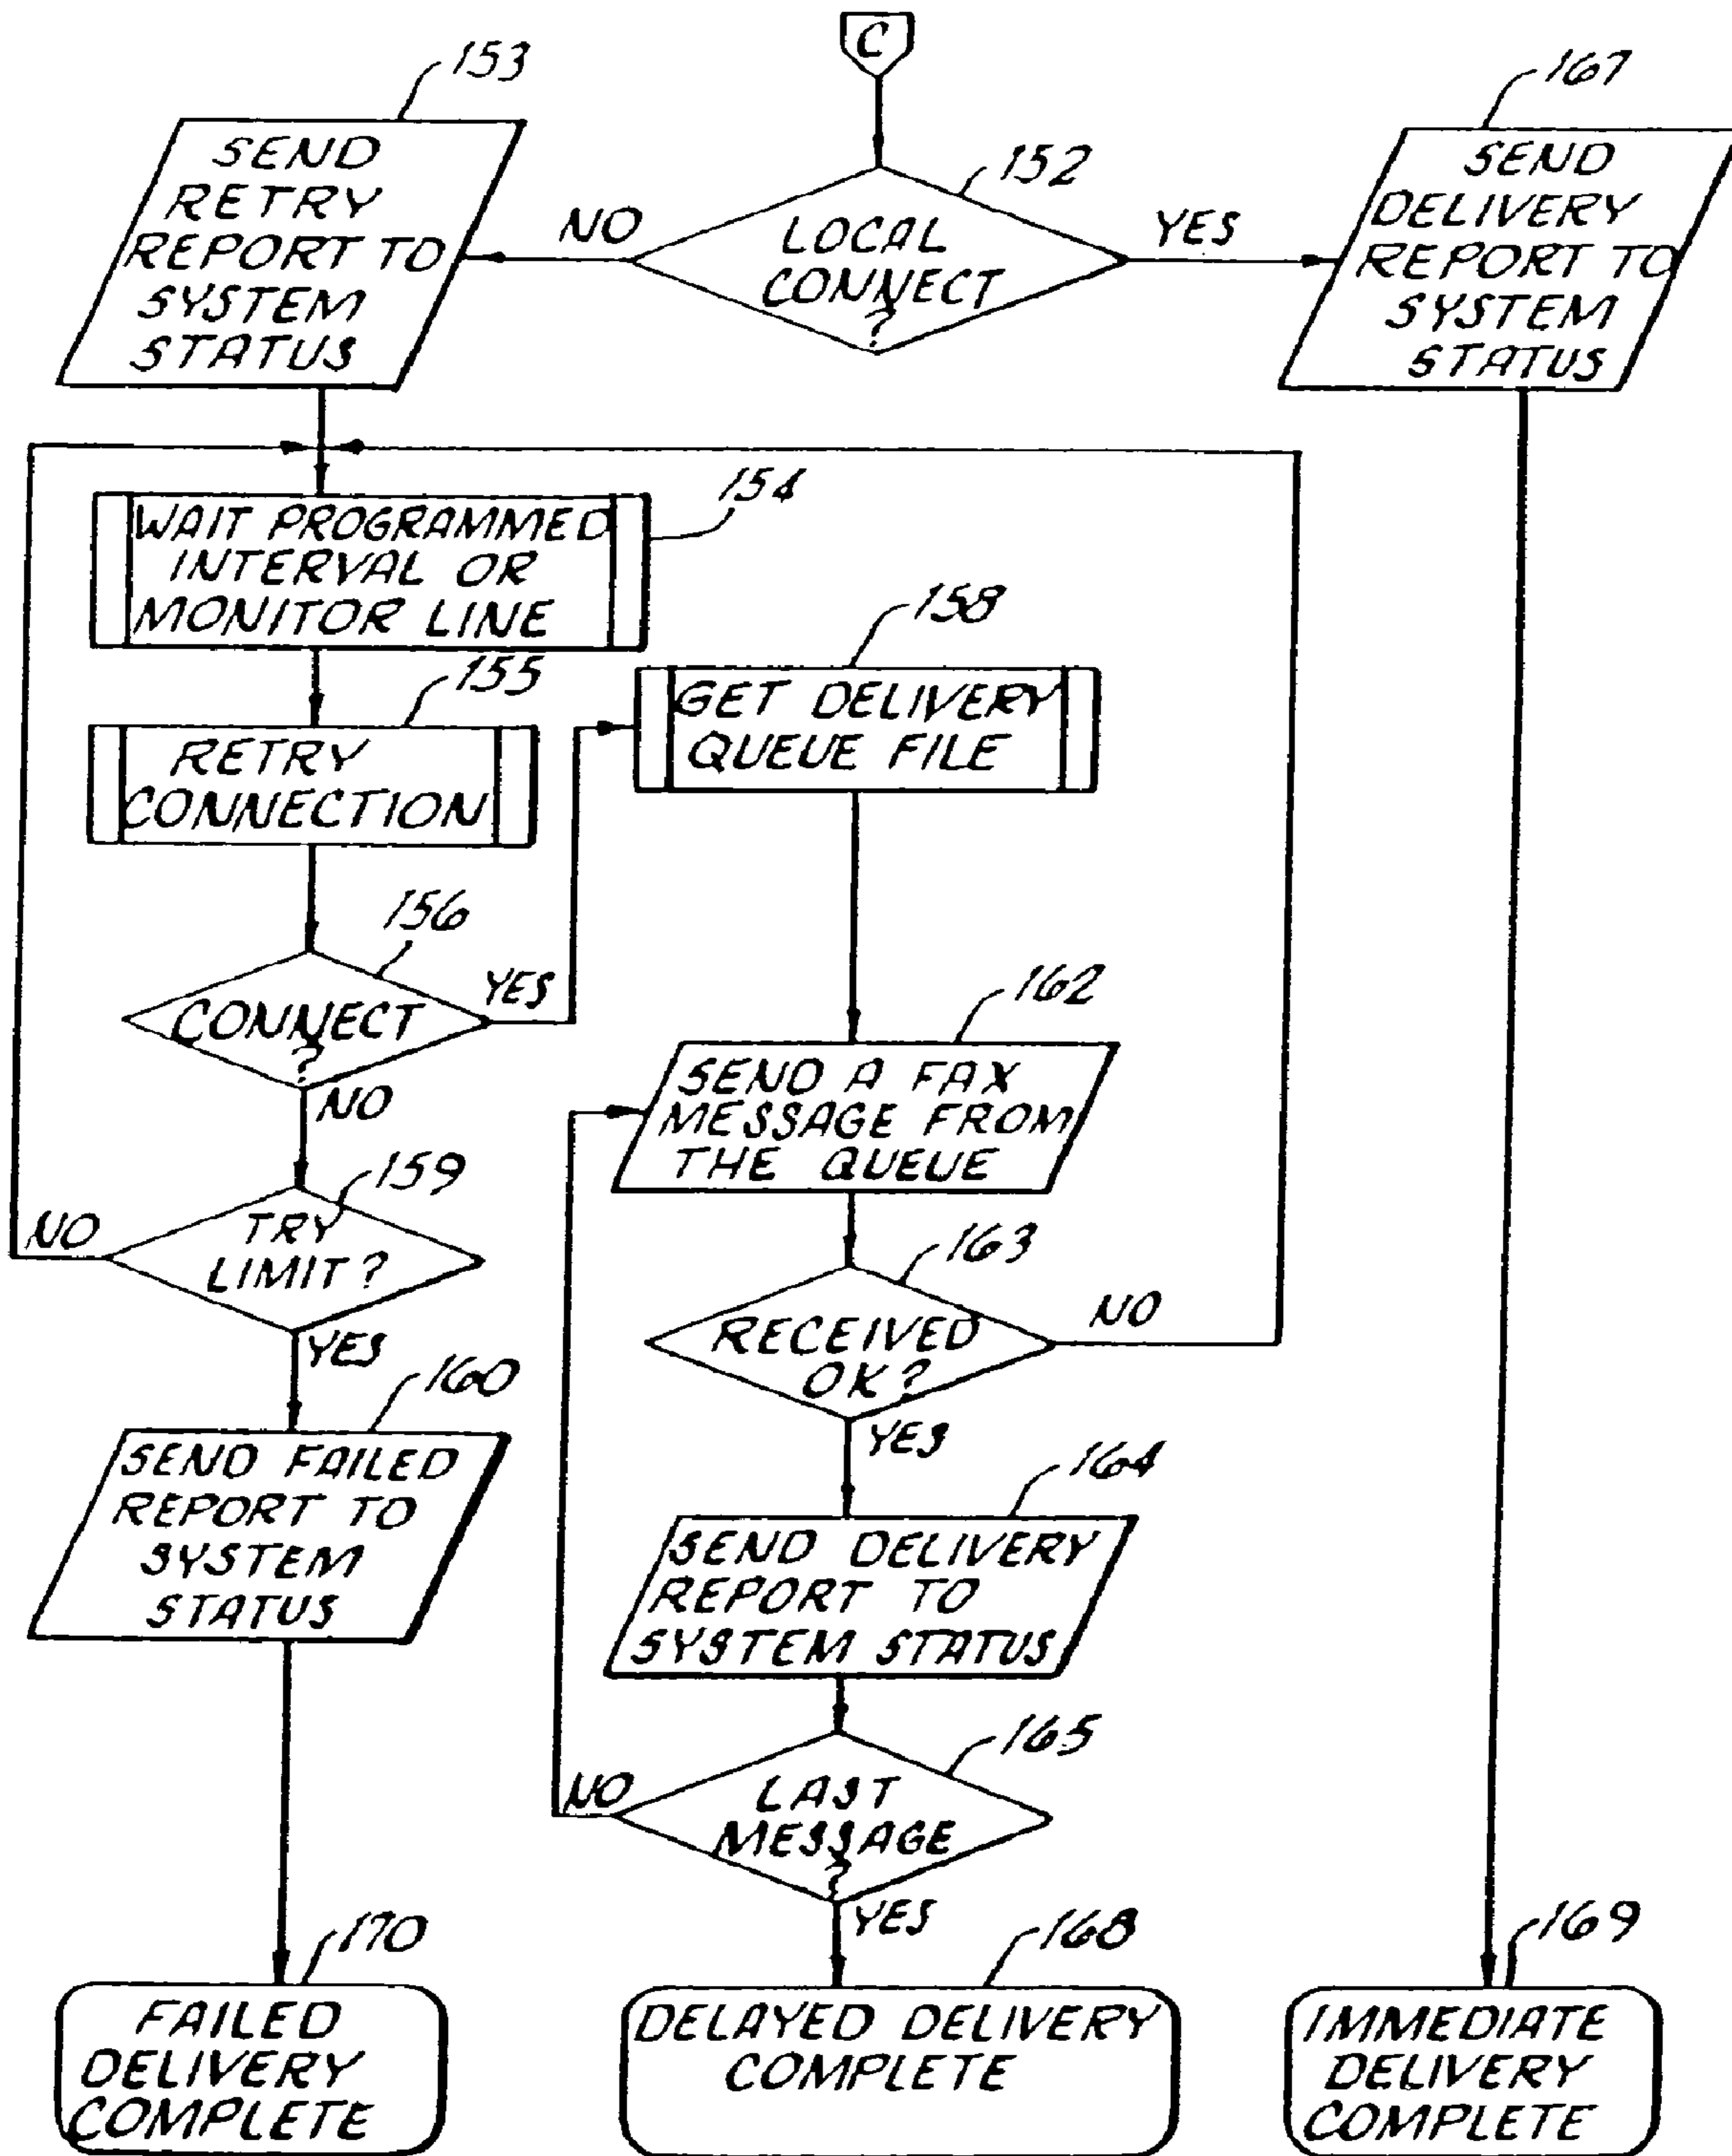 C
153
SEND
RETRY
REPORT TO
SYSTEM
STATUS
NO
152
LOCAL
CONNECT
?
YES
167
SEND
DELIVERY
REPORT TO
SYSTEM
STATUS
154
WAIT PROGRAMMED
INTERVAL OR
MONITOR LINE
155
RETRY
CONNECTION
158
GET DELIVERY
QUEUE FILE
156
CONNECT
?
YES
NO
159
TRY
LIMIT?
NO
YES
162
SEND A FAX
MESSAGE FROM
THE QUEUE
163
RECEIVED
OK?
NO
YES
160
SEND FAILED
REPORT TO
SYSTEM
STATUS
164
SEND DELIVERY
REPORT TO
SYSTEM STATUS
165
LAST
MESSAGE
?
NO
YES
170
FAILED
DELIVERY
COMPLETE
168
DELAYED DELIVERY
COMPLETE
169
IMMEDIATE
DELIVERY
COMPLETE